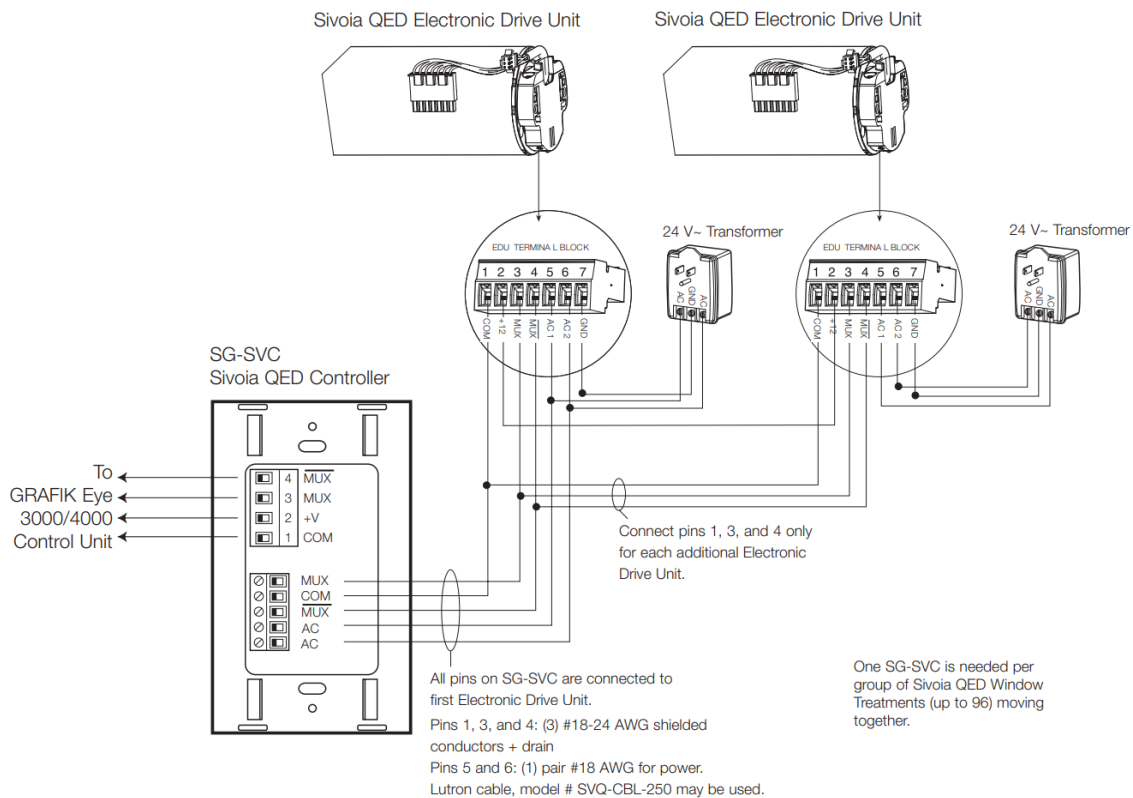 Sivoia QED Electronic Drive Unit
Sivoia QED Electronic Drive Unit
EDU TERMINA L BLOCK
1 2 3 4 5 6 7
COM
+12
MUX
M̅U̅X̅
AC 1
AC 2
GND
24 V~ Transformer
AC
GND
AC
EDU TERMINA L BLOCK
1 2 3 4 5 6 7
COM
+12
MUX
M̅U̅X̅
AC 1
AC 2
GND
24 V~ Transformer
AC
GND
AC
SG-SVC
Sivoia QED Controller
To
GRAFIK Eye
3000/4000
Control Unit
4 M̅U̅X̅
3 MUX
2 +V
1 COM
MUX
COM
M̅U̅X̅
AC
AC
Connect pins 1, 3, and 4 only
for each additional Electronic
Drive Unit.
All pins on SG-SVC are connected to
first Electronic Drive Unit.
Pins 1, 3, and 4: (3) #18-24 AWG shielded
conductors + drain
Pins 5 and 6: (1) pair #18 AWG for power.
Lutron cable, model # SVQ-CBL-250 may be used.
One SG-SVC is needed per
group of Sivoia QED Window
Treatments (up to 96) moving
together.